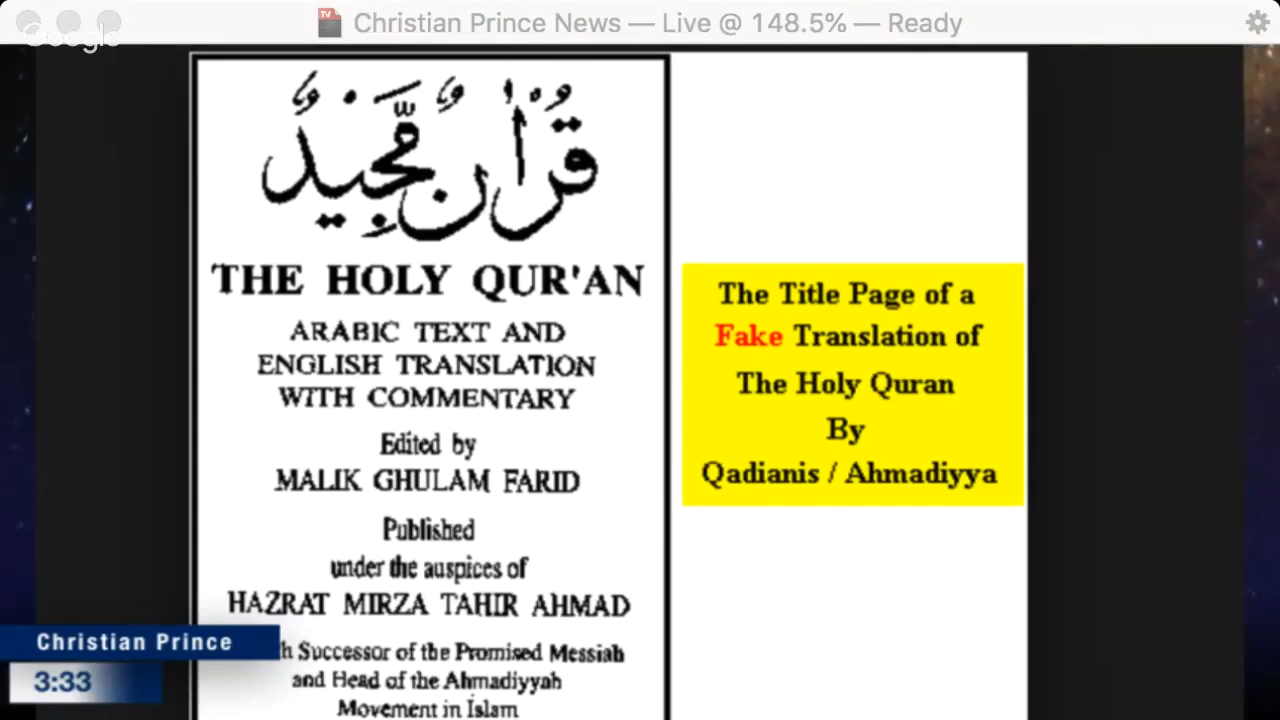 Christian Prince News — Live @ 148.5% — Ready
Google
قُرْاٰنٌ مَّجِيْدٌ
THE HOLY QUR'AN
ARABIC TEXT AND
ENGLISH TRANSLATION
WITH COMMENTARY
Edited by
MALIK GHULAM FARID
Published
under the auspices of
HAZRAT MIRZA TAHIR AHMAD
Successor of the Promised Messiah
and Head of the Ahmadiyyah
Movement in Islam
The Title Page of a
Fake Translation of
The Holy Quran
By
Qadianis / Ahmadiyya
Christian Prince
3:33